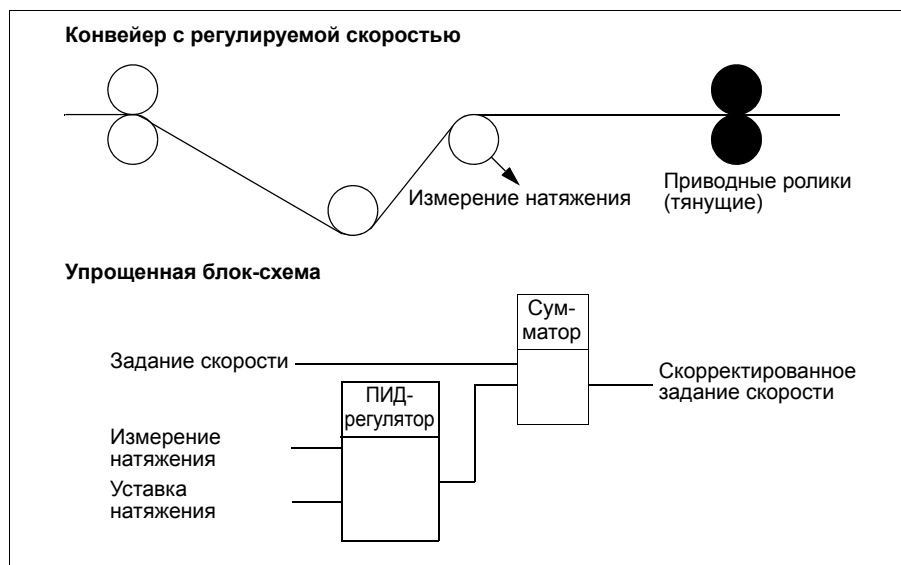 Конвейер с регулируемой скоростью
Измерение натяжения
Приводные ролики
(тянущие)
Упрощенная блок-схема
Сум-
матор
Задание скорости
Скорректированное
задание скорости
ПИД-
регулятор
Измерение
натяжения
Уставка
натяжения